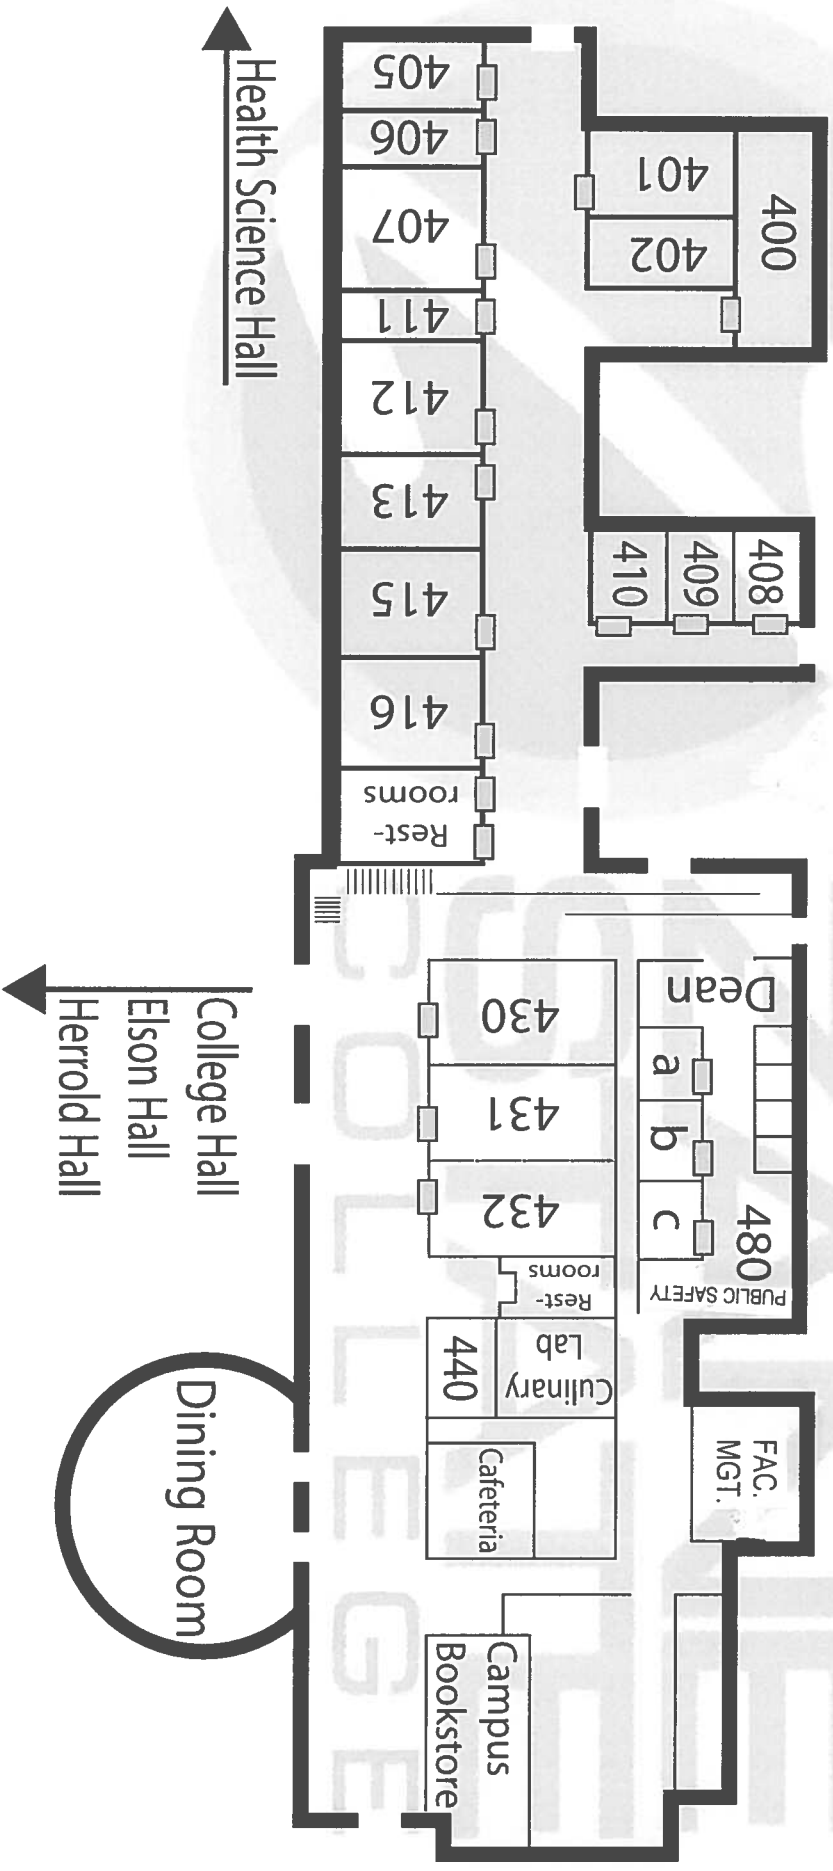 Health Science Hall
405
406
407
411
412
413
415
416
Rest-
rooms
401
402
400
408
409
410
College Hall
Elson Hall
Herrold Hall
430
431
432
Rest-
rooms
Culinary
Lab
440
Cafeteria
Dean
a
b
c
480
PUBLIC SAFETY
FAC.
MGT.
Dining Room
Campus
Bookstore
STATE
COLLEGE